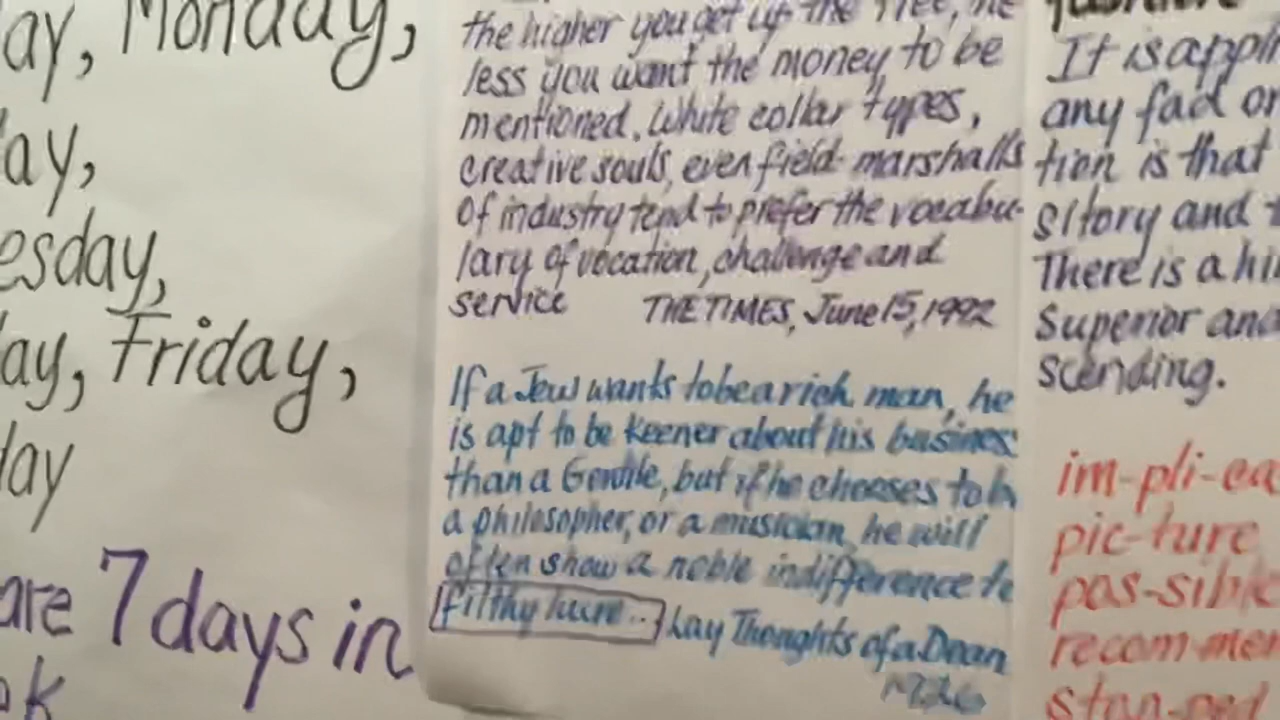 ay, Monday,
ay,
esday,
ay, Friday,
day
are 7 days in
ek
the higher you get up the Tree, he
less you want the money to be
mentioned. White collar types,
creative souls, even field-marshalls
of industry tend to prefer the vocabu-
lary of vocation, challenge and
service THE TIMES, June 15, 1992
If a Jew wants to be a rich man, he
is apt to be keener about his business
than a Gentile, but if he chooses to b
a philosopher, or a musician, he will
often show a noble indifference to
filthy lucre... Lay Thoughts of a Dean
It is appli
any fact or
tion is that
sitory and t
There is a hi
Superior and
scending.
im-pli-ca
pic-ture
pos-sible
recom-men
stan-ped